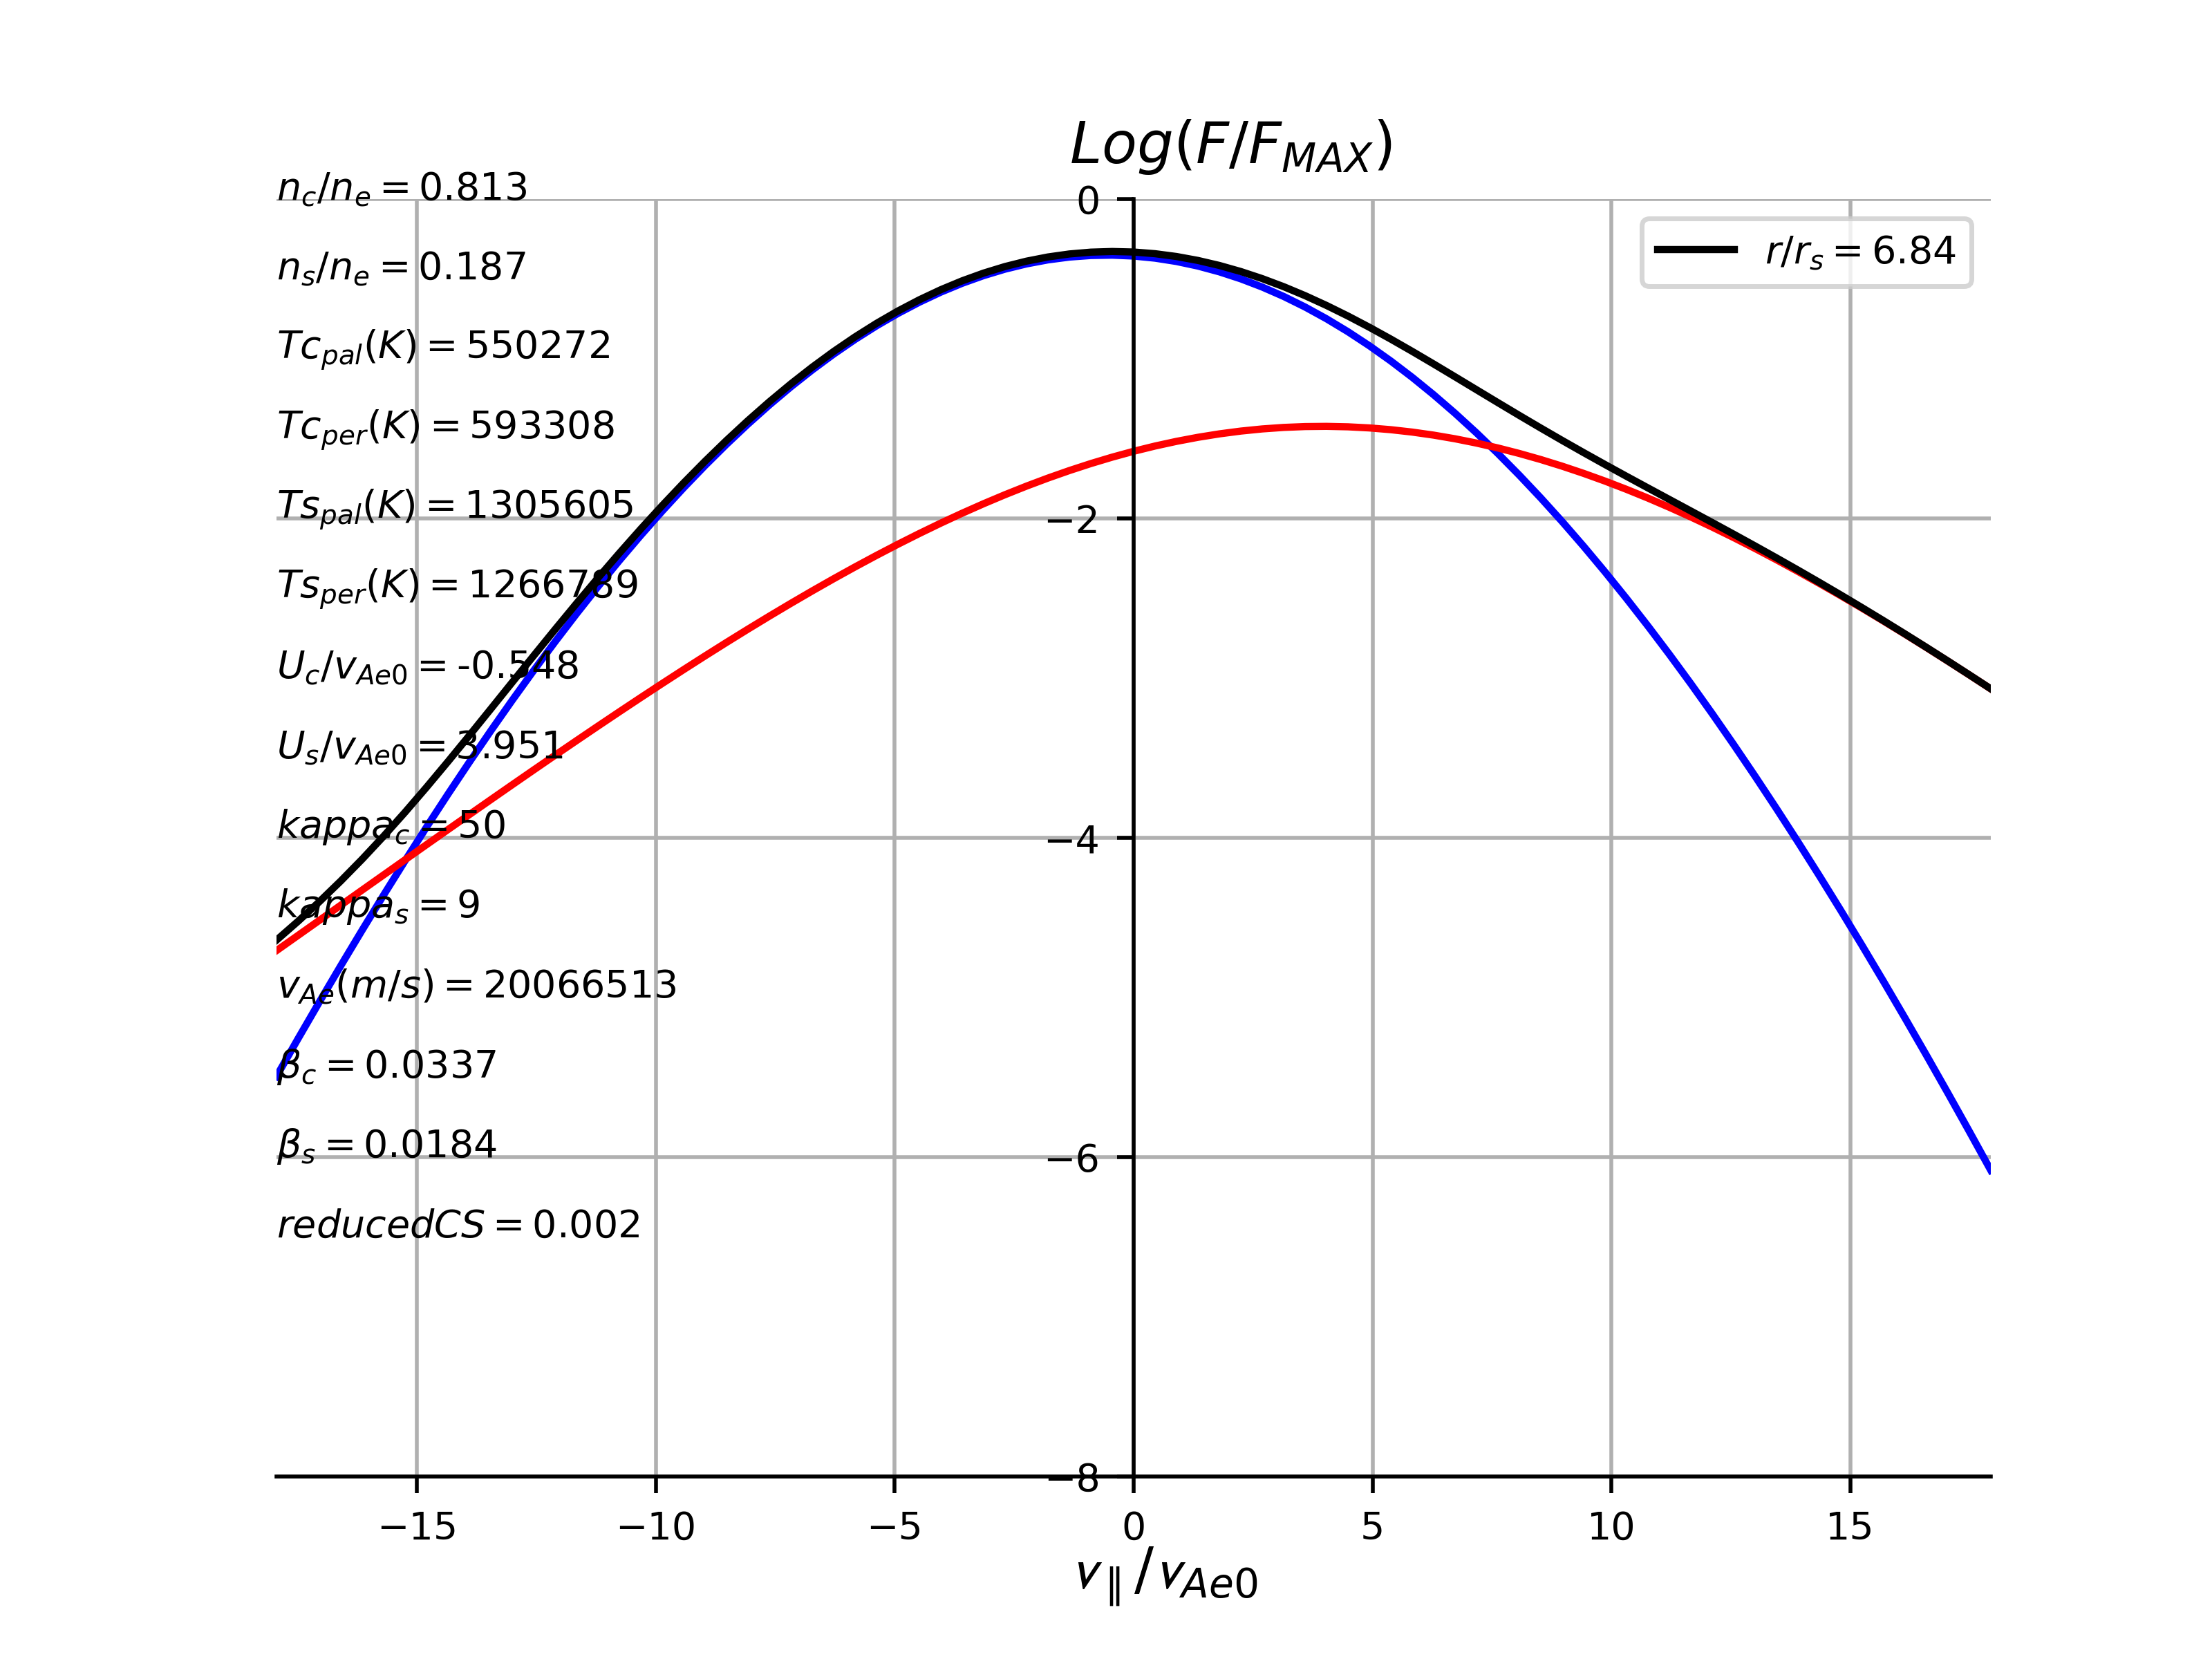 Log(F/F_MAX)
n_c/n_e = 0.813
n_s/n_e = 0.187
Tc_pal(K) = 550272
Tc_per(K) = 593308
Ts_pal(K) = 1305605
Ts_per(K) = 1266789
U_c/v_Ae0 = -0.548
U_s/v_Ae0 = 3.951
kappa_c = 50
kappa_s = 9
v_Ae(m/s) = 20066513
β_c = 0.0337
β_s = 0.0184
reducedCS = 0.002
r/r_s = 6.84
0
−2
−4
−6
−8
−15 −10 −5 0 5 10 15
v_∥/v_Ae0